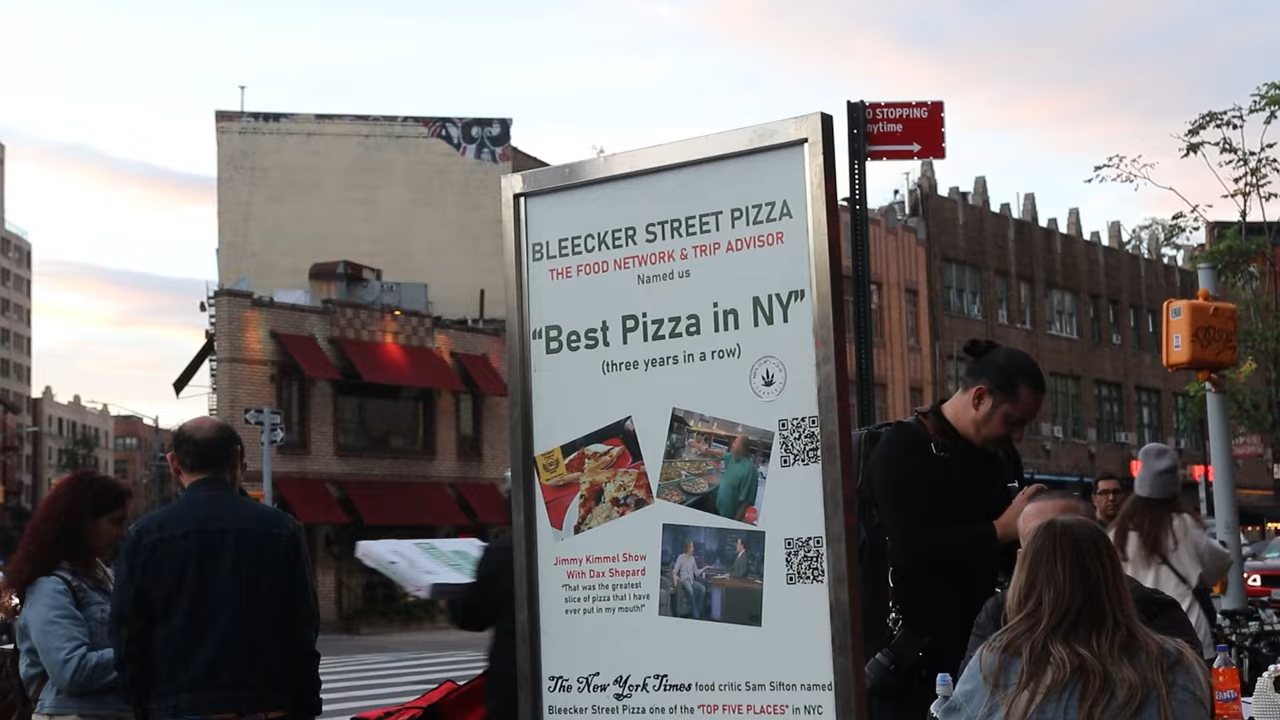 O STOPPING
nytime
BLEECKER STREET PIZZA
THE FOOD NETWORK & TRIP ADVISOR
Named us
“Best Pizza in NY”
(three years in a row)
Jimmy Kimmel Show
With Dax Shepard
"That was the greatest
slice of pizza that I have
ever put in my mouth!"
The New York Times food critic Sam Sifton named
Bleecker Street Pizza one of the "TOP FIVE PLACES" in NYC
FANTA